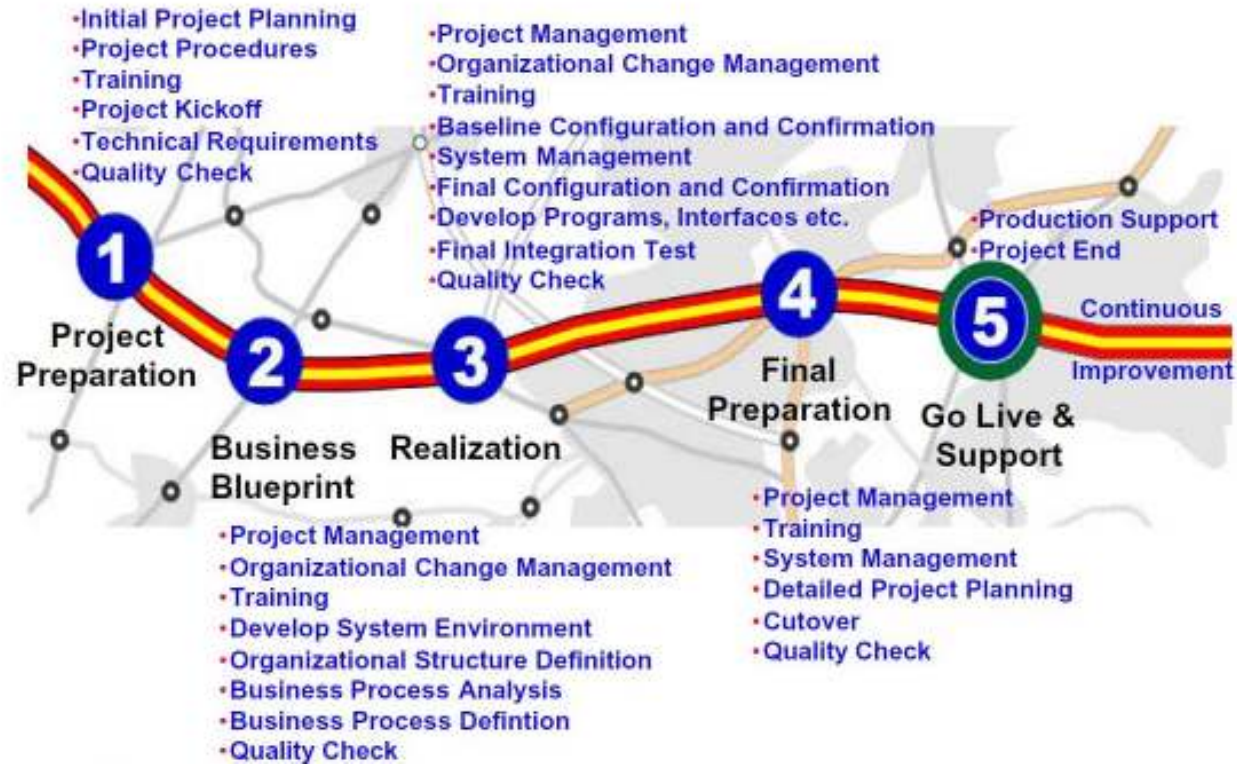 •Initial Project Planning
•Project Procedures
•Training
•Project Kickoff
•Technical Requirements
•Quality Check
1
Project
Preparation
2
Business
Blueprint
•Project Management
•Organizational Change Management
•Training
•Develop System Environment
•Organizational Structure Definition
•Business Process Analysis
•Business Process Defintion
•Quality Check
•Project Management
•Organizational Change Management
•Training
•Baseline Configuration and Confirmation
•System Management
•Final Configuration and Confirmation
•Develop Programs, Interfaces etc.
•Final Integration Test
•Quality Check
3
Realization
4
Final
Preparation
•Project Management
•Training
•System Management
•Detailed Project Planning
•Cutover
•Quality Check
•Production Support
•Project End
5
Go Live &
Support
Continuous
Improvement